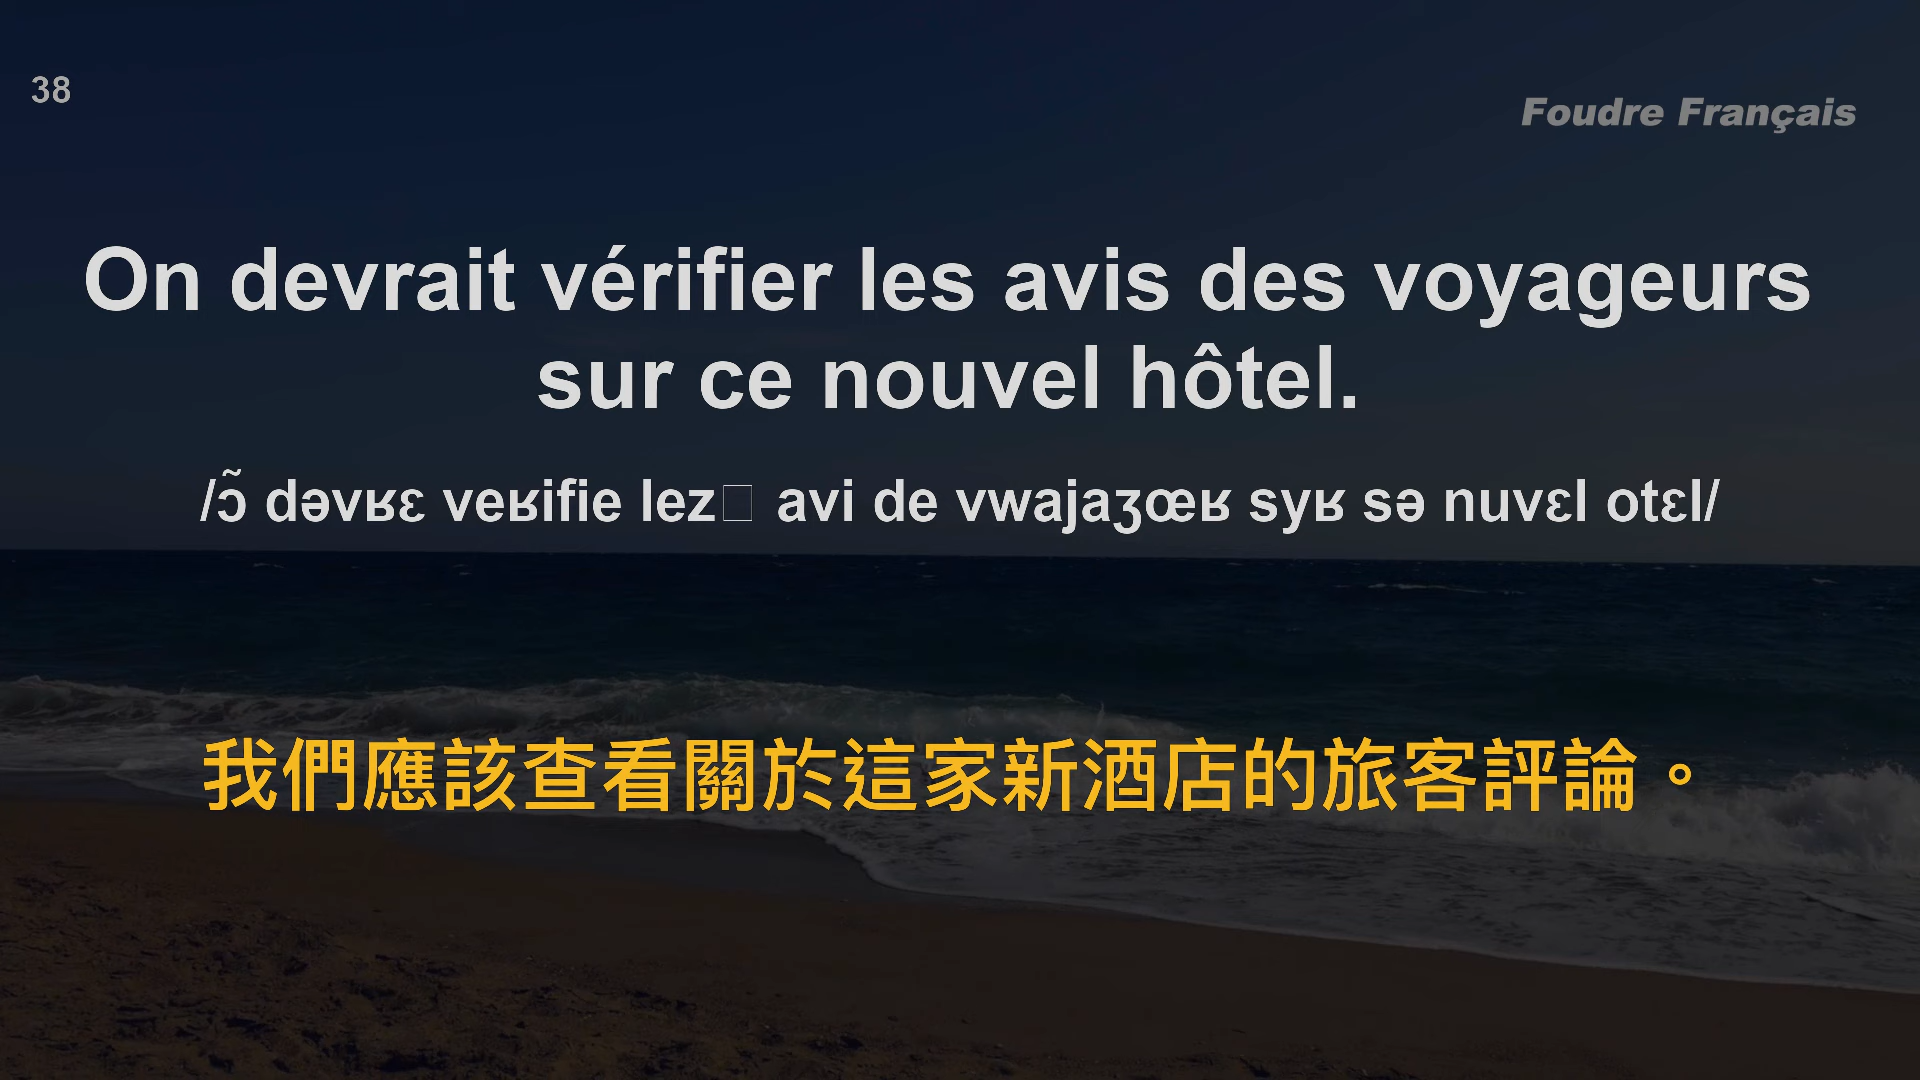 38
Foudre Français
On devrait vérifier les avis des voyageurs
sur ce nouvel hôtel.
/ɔ̃ dəvʁɛ veʁifie lez□ avi de vwajaʒœʁ syʁ sə nuvɛl otɛl/
我們應該查看關於這家新酒店的旅客評論。